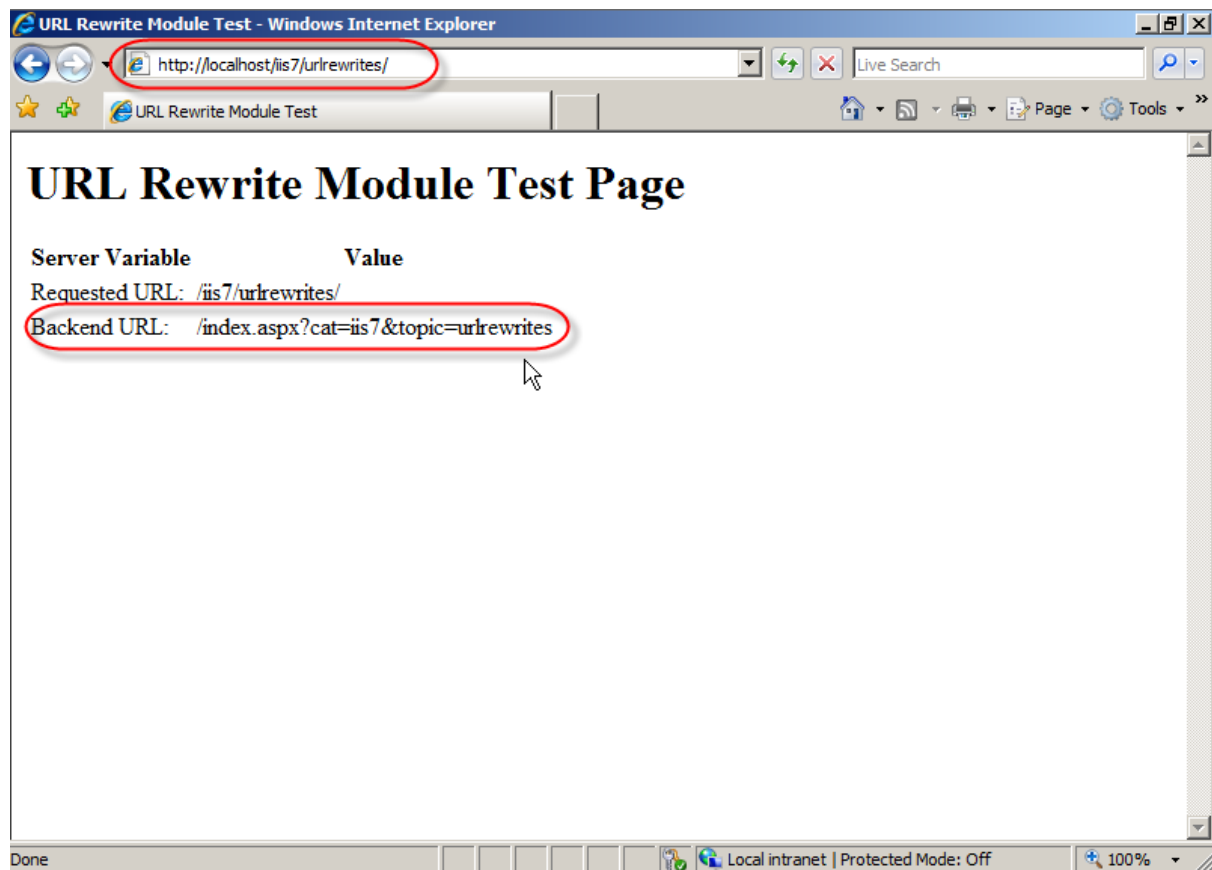 URL Rewrite Module Test - Windows Internet Explorer
http://localhost/iis7/urlrewrites/
Live Search
URL Rewrite Module Test
Page
Tools
URL Rewrite Module Test Page
Server Variable Value
Requested URL: /iis7/urlrewrites/
Backend URL: /index.aspx?cat=iis7&topic=urlrewrites
Done
Local intranet | Protected Mode: Off
100%